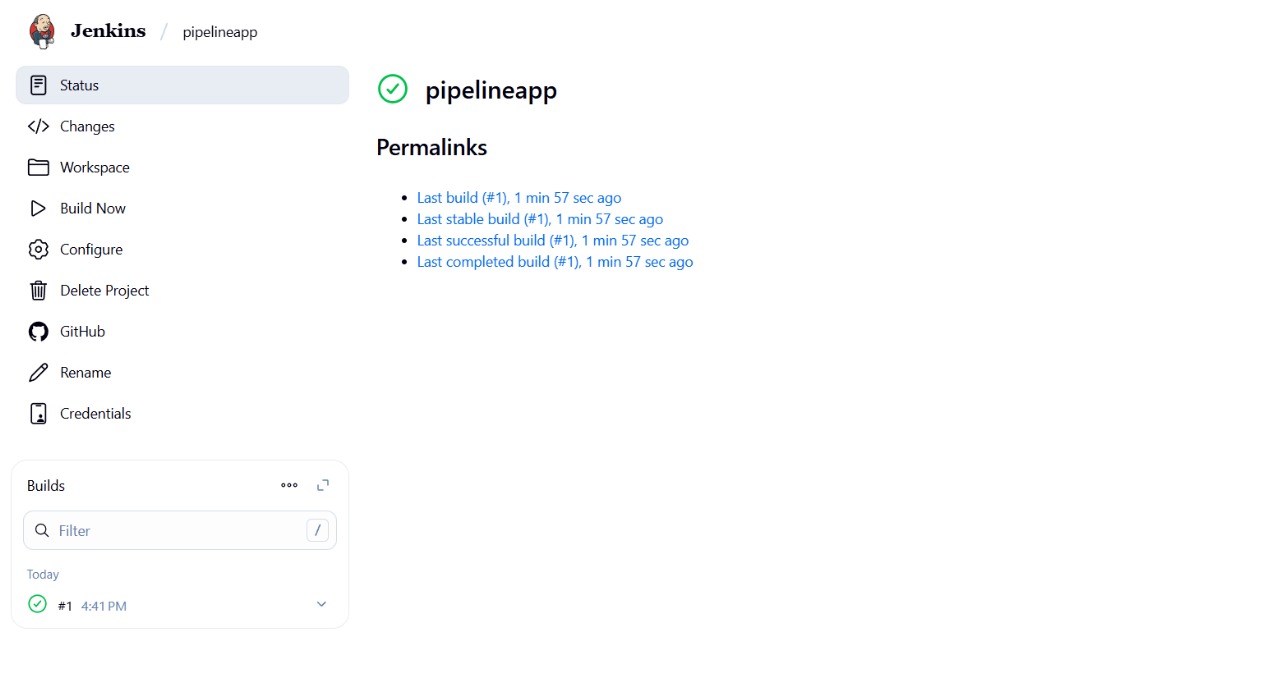 Jenkins / pipelineapp
Status
Changes
Workspace
Build Now
Configure
Delete Project
GitHub
Rename
Credentials
Builds
Filter /
Today
#1 4:41 PM
pipelineapp
Permalinks
Last build (#1), 1 min 57 sec ago
Last stable build (#1), 1 min 57 sec ago
Last successful build (#1), 1 min 57 sec ago
Last completed build (#1), 1 min 57 sec ago